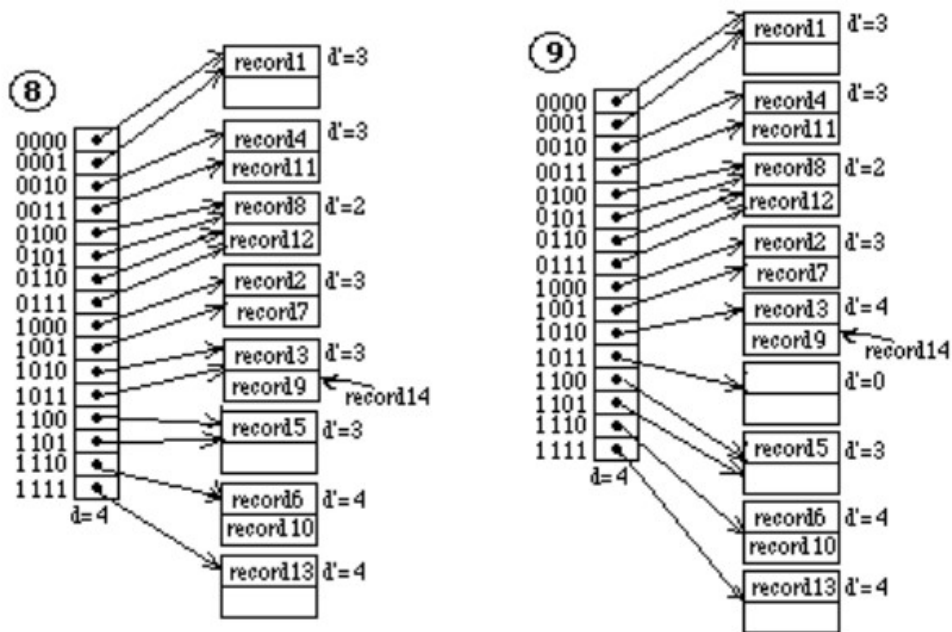 8
record1 d'=3
0000
0001
0010
0011
0100
0101
0110
0111
1000
1001
1010
1011
1100
1101
1110
1111
d=4
record4 d'=3
record11
record8 d'=2
record12
record2 d'=3
record7
record3 d'=3
record9
record14
record5
d'=3
record6 d'=4
record10
record13 d'=4
9
record1 d'=3
0000
0001
0010
0011
0100
0101
0110
0111
1000
1001
1010
1011
1100
1101
1110
1111
d=4
record4 d'=3
record11
record8 d'=2
record12
record2 d'=3
record7
record3 d'=4
record9
record14
d'=0
record5 d'=3
record6 d'=4
record10
record13 d'=4